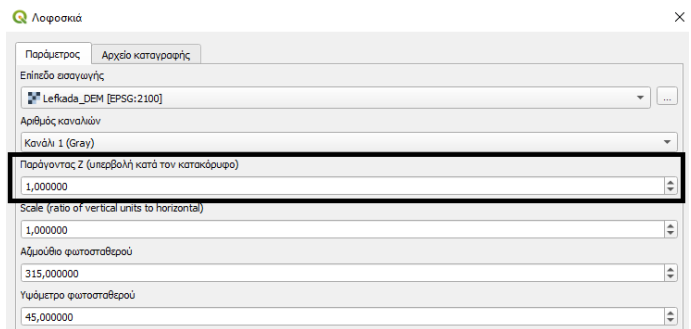 Λοφοσκιά
Παράμετρος Αρχείο καταγραφής
Επίπεδο εισαγωγής
Lefkada_DEM [EPSG:2100]
...
Αριθμός καναλιών
Κανάλι 1 (Gray)
Παράγοντας Ζ (υπερβολή κατά τον κατακόρυφο)
1,000000
Scale (ratio of vertical units to horizontal)
1,000000
Αζιμούθιο φωτοσταθερού
315,000000
Υψόμετρο φωτοσταθερού
45,000000